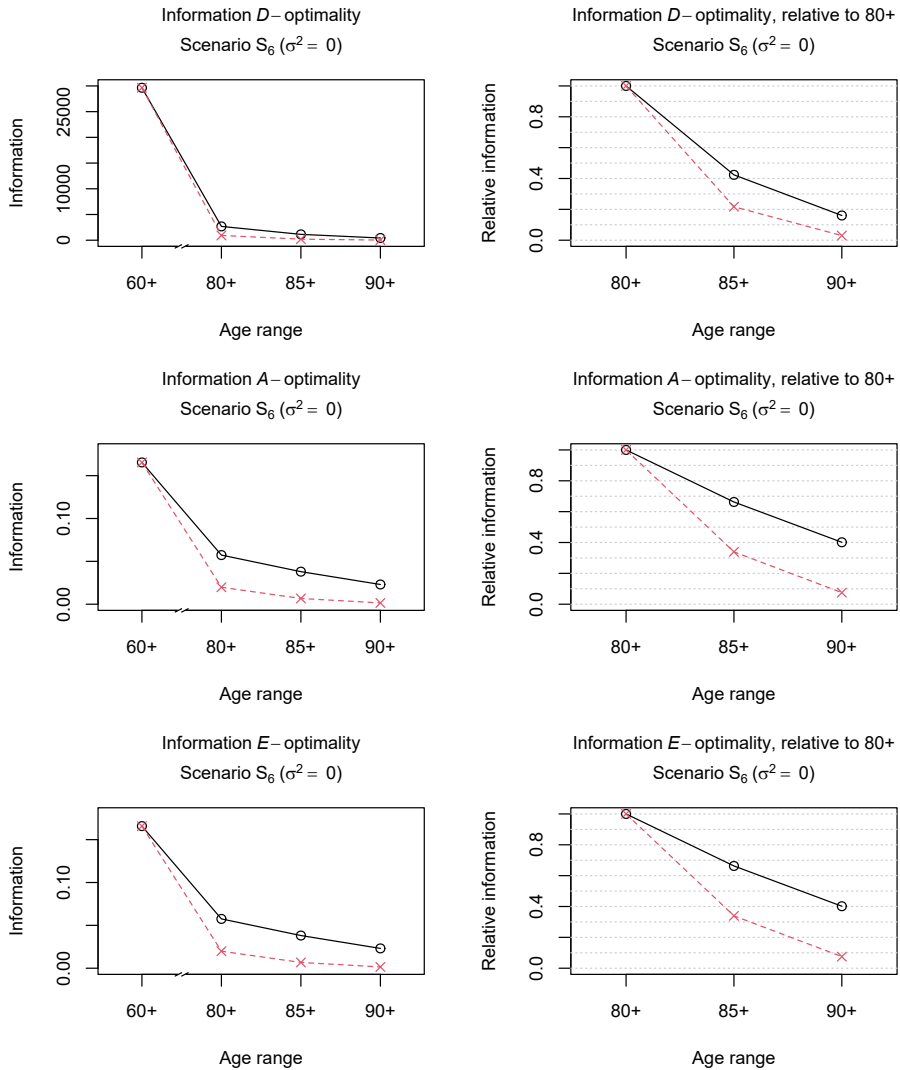 Information D−optimality
Scenario S6 (σ2 = 0)
Information
25000
10000
0
60+ 80+ 85+ 90+
Age range
Information D−optimality, relative to 80+
Scenario S6 (σ2 = 0)
Relative information
0.8
0.4
0.0
80+ 85+ 90+
Age range
Information A−optimality
Scenario S6 (σ2 = 0)
Information
0.10
0.00
60+ 80+ 85+ 90+
Age range
Information A−optimality, relative to 80+
Scenario S6 (σ2 = 0)
Relative information
0.8
0.4
0.0
80+ 85+ 90+
Age range
Information E−optimality
Scenario S6 (σ2 = 0)
Information
0.10
0.00
60+ 80+ 85+ 90+
Age range
Information E−optimality, relative to 80+
Scenario S6 (σ2 = 0)
Relative information
0.8
0.4
0.0
80+ 85+ 90+
Age range